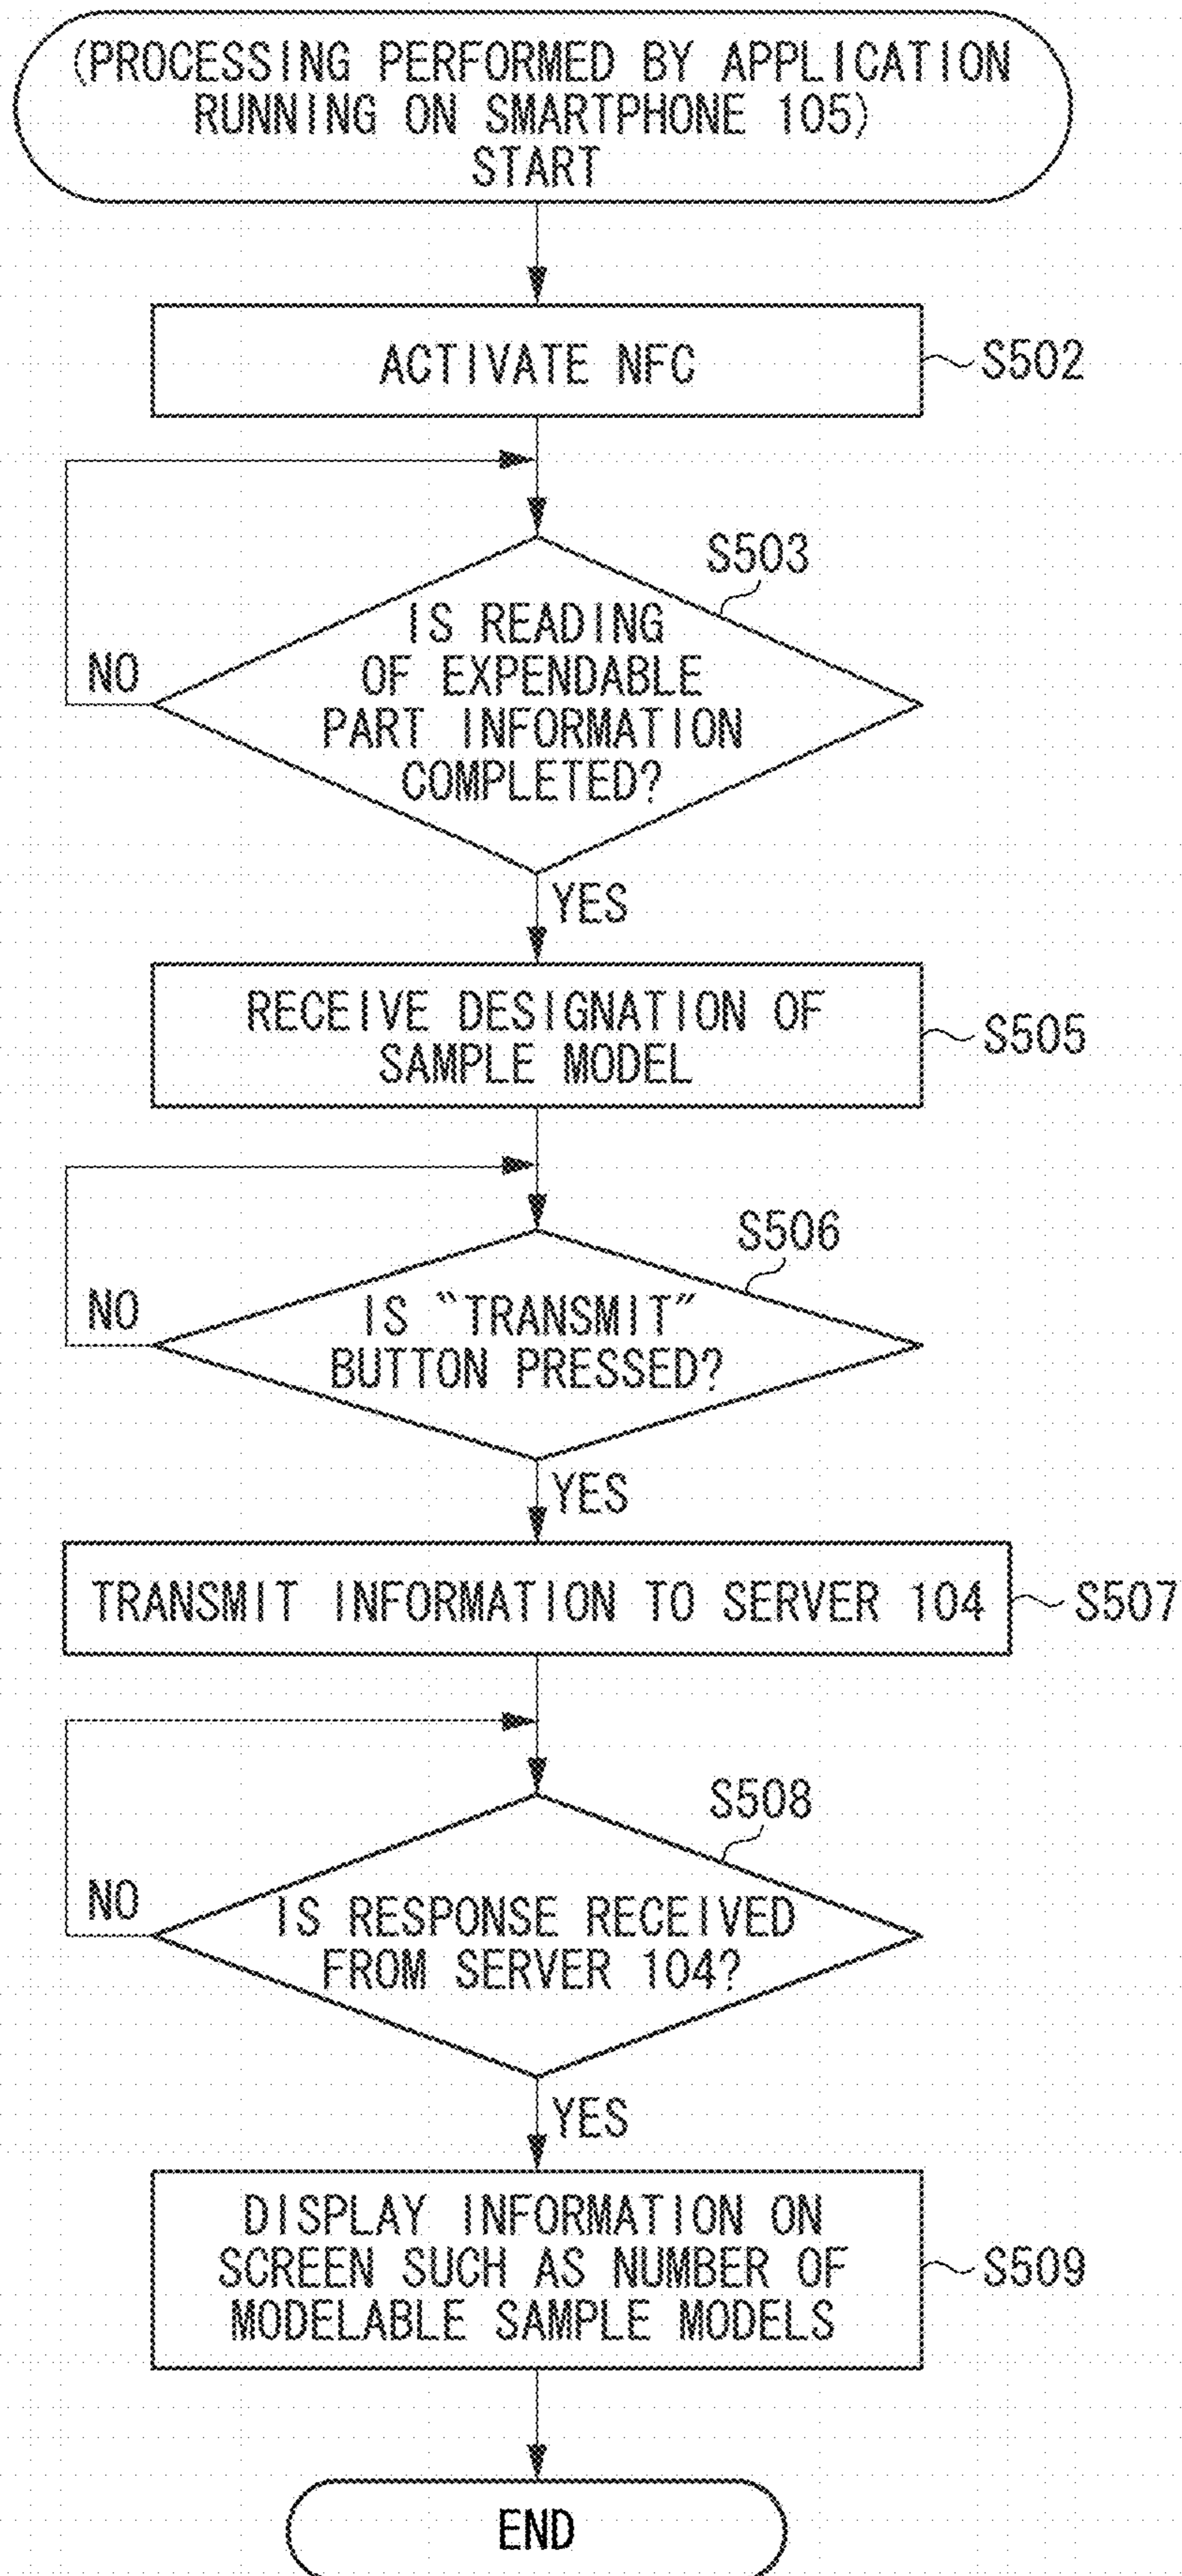 (PROCESSING PERFORMED BY APPLICATION
RUNNING ON SMARTPHONE 105)
START
ACTIVATE NFC
S502
S503
IS READING
OF EXPENDABLE
PART INFORMATION
COMPLETED?
NO
YES
RECEIVE DESIGNATION OF
SAMPLE MODEL
S505
S506
IS “TRANSMIT”
BUTTON PRESSED?
NO
YES
TRANSMIT INFORMATION TO SERVER 104
S507
S508
IS RESPONSE RECEIVED
FROM SERVER 104?
NO
YES
DISPLAY INFORMATION ON
SCREEN SUCH AS NUMBER OF
MODELABLE SAMPLE MODELS
S509
END